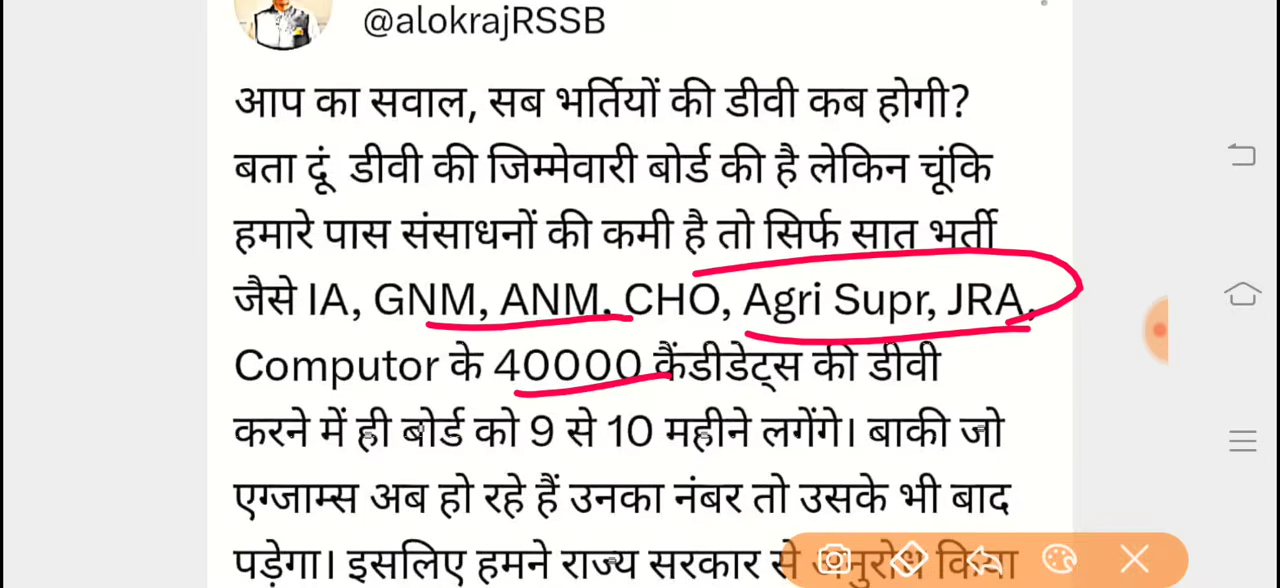 @alokrajRSSB
आप का सवाल, सब भर्तियों की डीवी कब होगी?
बता दूं डीवी की जिम्मेवारी बोर्ड की है लेकिन चूंकि
हमारे पास संसाधनों की कमी है तो सिर्फ सात भर्ती
जैसे IA, GNM, ANM, CHO, Agri Supr, JRA,
Computor के 40000 कैंडीडेट्स की डीवी
करने में ही बोर्ड को 9 से 10 महीने लगेंगे। बाकी जो
एग्जाम्स अब हो रहे हैं उनका नंबर तो उसके भी बाद
पड़ेगा। इसलिए हमने राज्य सरकार से अनुरोध किया